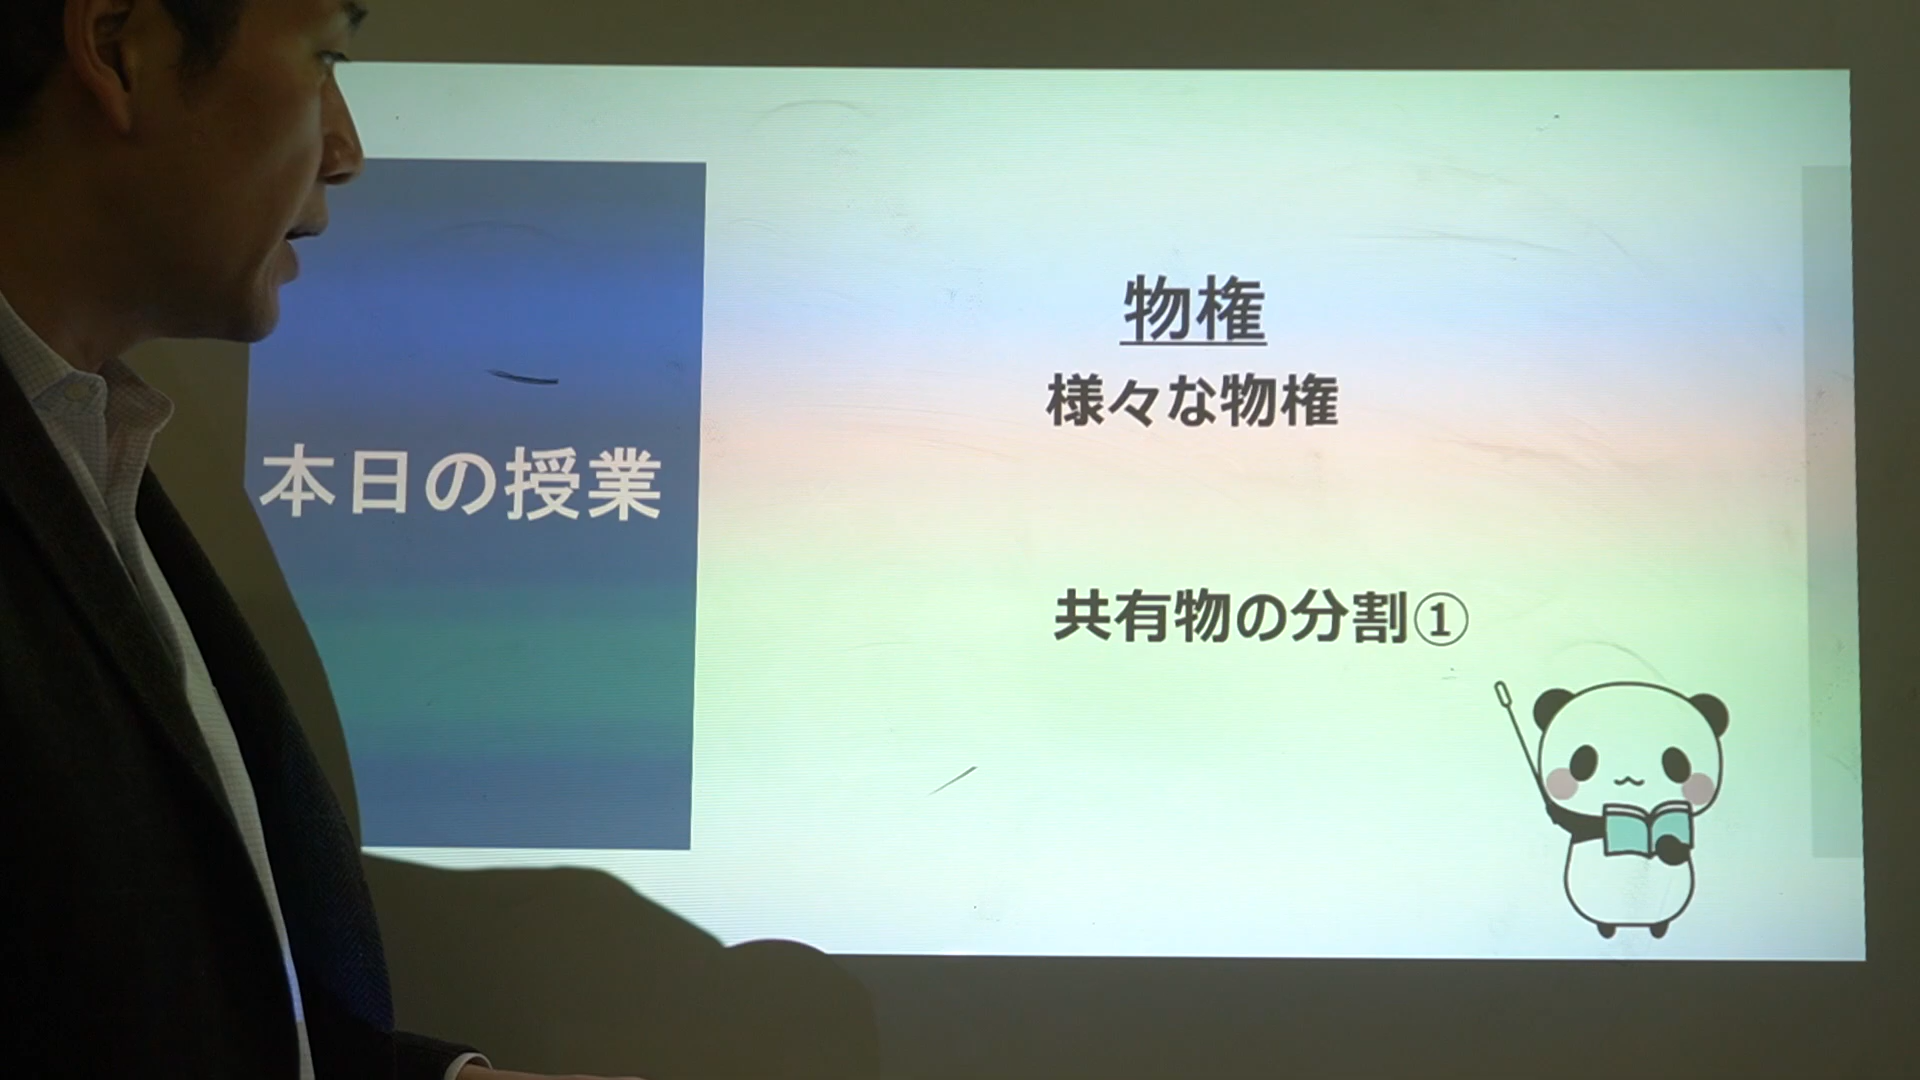 本日の授業
物権
様々な物権
共有物の分割①